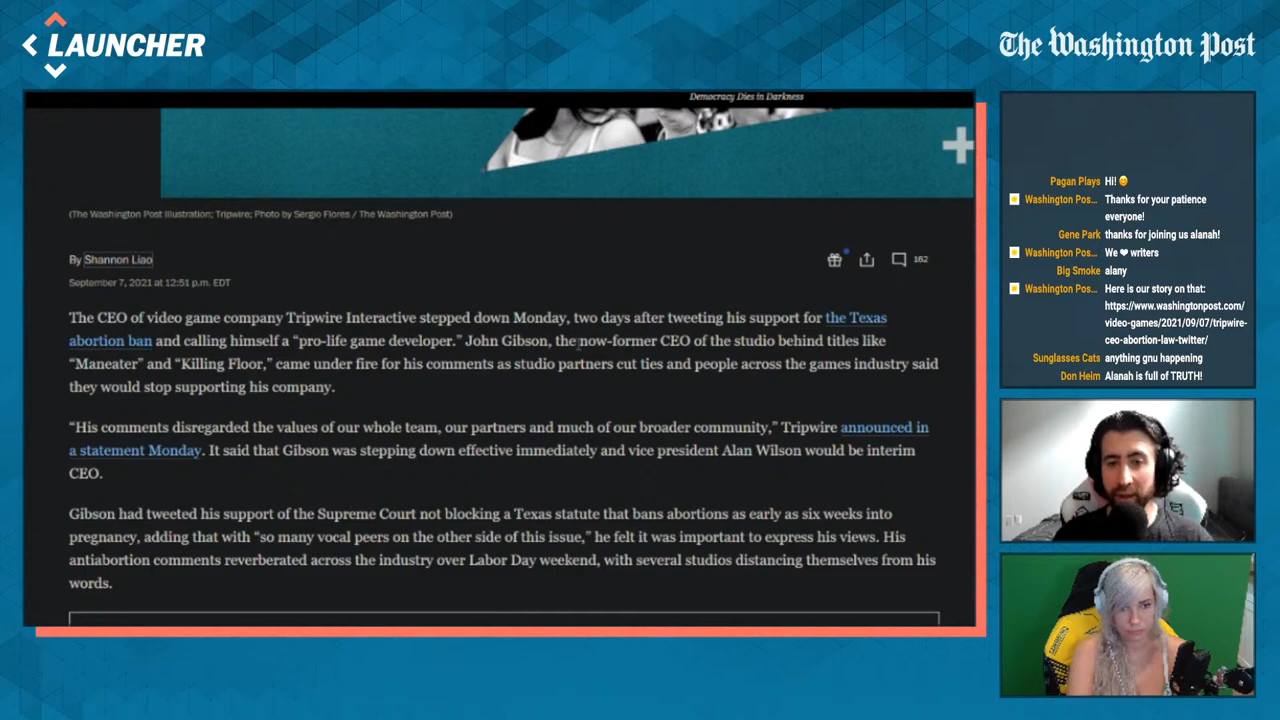 LAUNCHER
The Washington Post
Democracy Dies in Darkness
(The Washington Post Illustration; Tripwire; Photo by Sergio Flores / The Washington Post)
By Shannon Liao
162
September 7, 2021 at 12:51 p.m. EDT
The CEO of video game company Tripwire Interactive stepped down Monday, two days after tweeting his support for the Texas
abortion ban and calling himself a “pro-life game developer.” John Gibson, the now-former CEO of the studio behind titles like
“Maneater” and “Killing Floor,” came under fire for his comments as studio partners cut ties and people across the games industry said
they would stop supporting his company.
“His comments disregarded the values of our whole team, our partners and much of our broader community,” Tripwire announced in
a statement Monday. It said that Gibson was stepping down effective immediately and vice president Alan Wilson would be interim
CEO.
Gibson had tweeted his support of the Supreme Court not blocking a Texas statute that bans abortions as early as six weeks into
pregnancy, adding that with “so many vocal peers on the other side of this issue,” he felt it was important to express his views. His
antiabortion comments reverberated across the industry over Labor Day weekend, with several studios distancing themselves from his
words.
Pagan Plays Hi! 😊
Washington Pos... Thanks for your patience
everyone!
Gene Park thanks for joining us alanah!
Washington Pos... We ❤ writers
Big Smoke alany
Washington Pos... Here is our story on that:
https://www.washingtonpost.com/
video-games/2021/09/07/tripwire-
ceo-abortion-law-twitter/
Sunglasses Cats anything gnu happening
Don Heim Alanah is full of TRUTH!